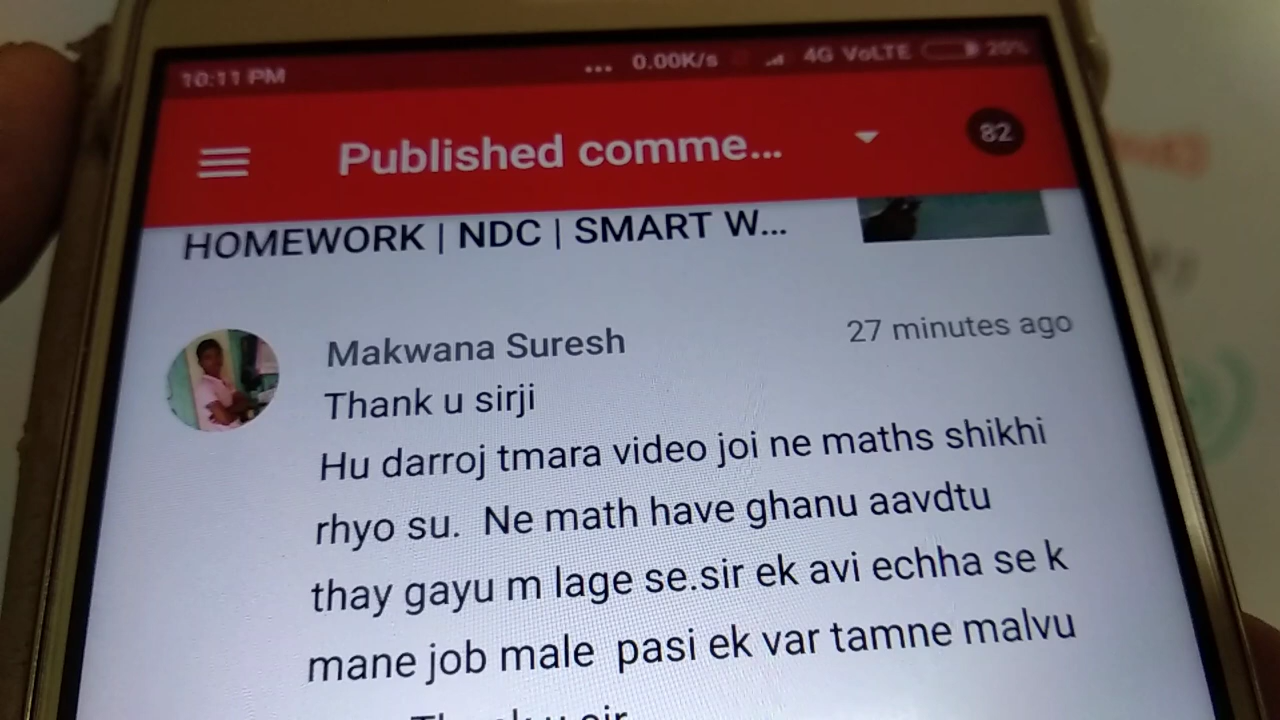 10:11 PM ... 0.00K/s 4G VoLTE 20%
Published comme... 82
HOMEWORK | NDC | SMART W...
Makwana Suresh 27 minutes ago
Thank u sirji
Hu darroj tmara video joi ne maths shikhi
rhyo su. Ne math have ghanu aavdtu
thay gayu m lage se.sir ek avi echha se k
mane job male pasi ek var tamne malvu
Thank u sir